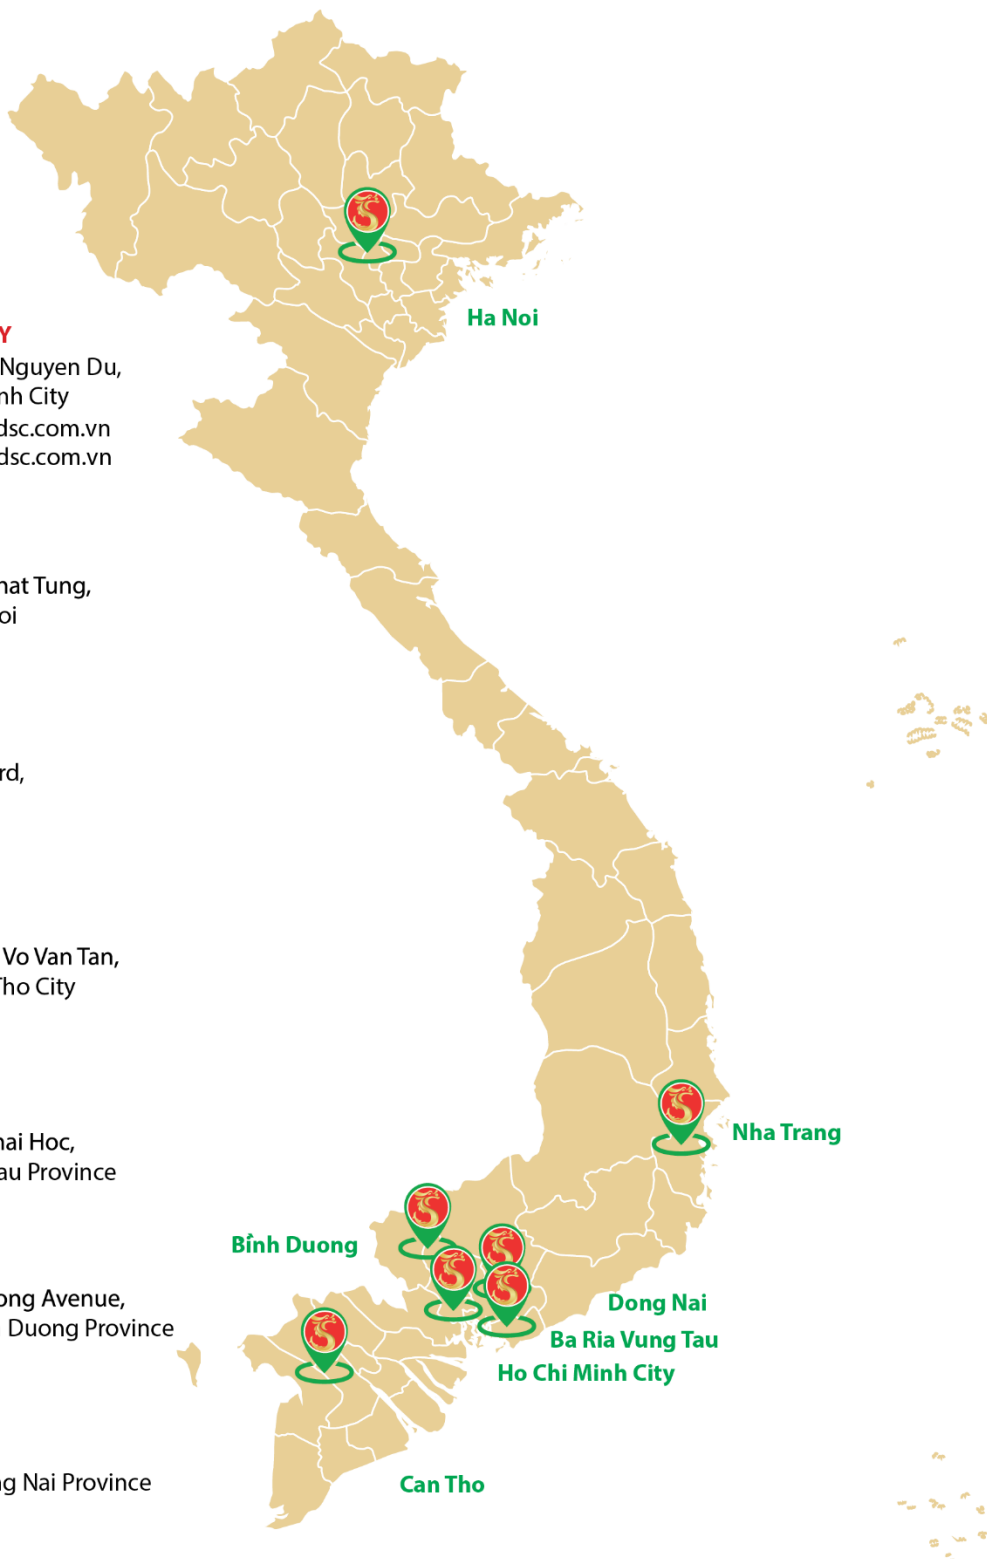 Y
Nguyen Du,
nh City
dsc.com.vn
dsc.com.vn
hat Tung,
oi
rd,
Vo Van Tan,
Tho City
hai Hoc,
au Province
ong Avenue,
Duong Province
ng Nai Province
Ha Noi
Nha Trang
Bình Duong
Dong Nai
Ba Ria Vung Tau
Ho Chi Minh City
Can Tho